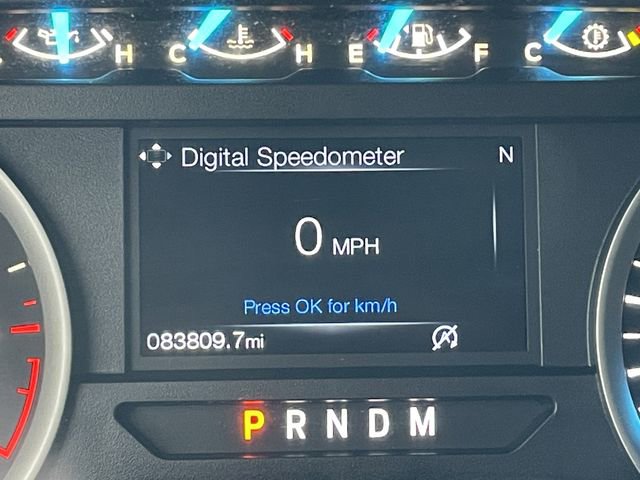 H C H E F C
Digital Speedometer N
0 MPH
Press OK for km/h
083809.7mi
P R N D M